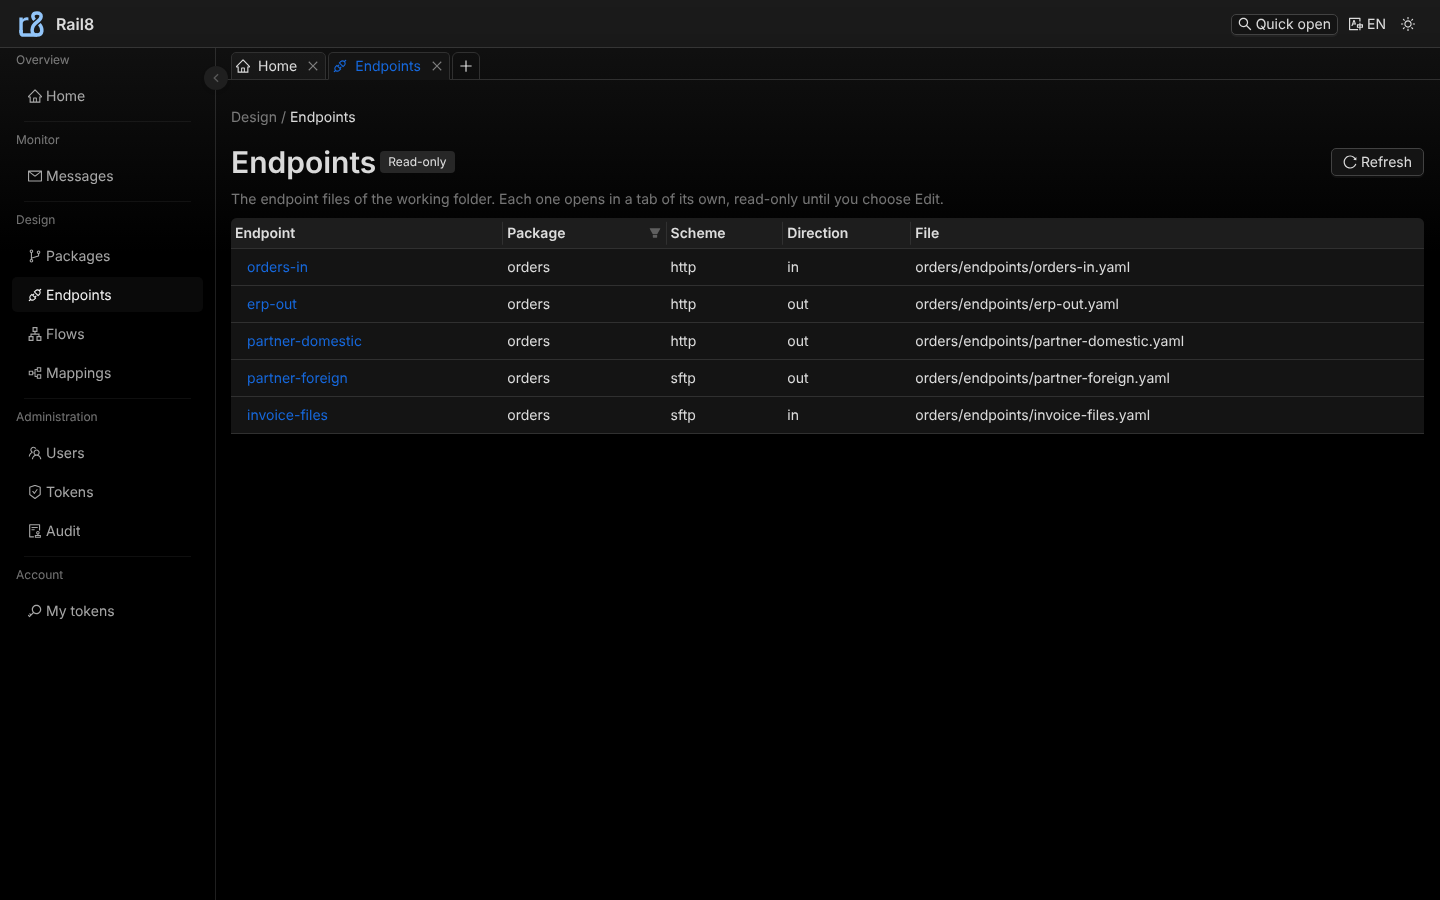 Rail8
Quick open
EN
Overview
Home
Monitor
Messages
Design
Packages
Endpoints
Flows
Mappings
Administration
Users
Tokens
Audit
Account
My tokens
Home
Endpoints
Design / Endpoints
Endpoints Read-only
Refresh
The endpoint files of the working folder. Each one opens in a tab of its own, read-only until you choose Edit.
Endpoint Package Scheme Direction File
orders-in orders http in orders/endpoints/orders-in.yaml
erp-out orders http out orders/endpoints/erp-out.yaml
partner-domestic orders http out orders/endpoints/partner-domestic.yaml
partner-foreign orders sftp out orders/endpoints/partner-foreign.yaml
invoice-files orders sftp in orders/endpoints/invoice-files.yaml